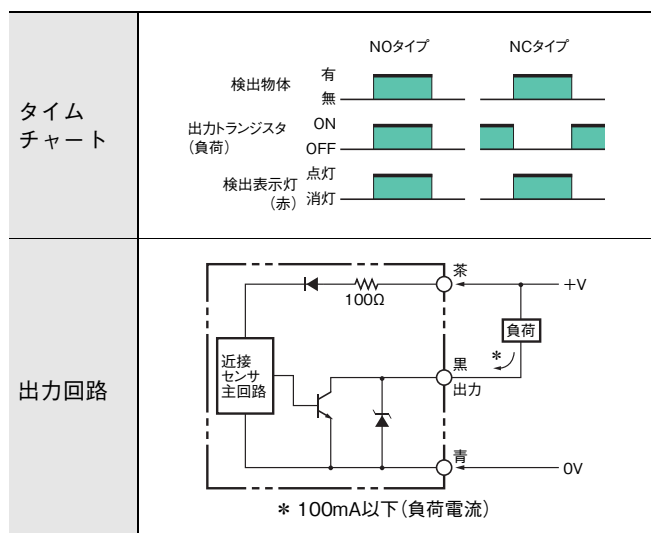 タイム
チャート
NOタイプ
NCタイプ
検出物体
有
無
出力トランジスタ
(負荷)
ON
OFF
検出表示灯
(赤)
点灯
消灯
出力回路
茶
+V
100Ω
負荷
近接
センサ
主回路
*
黒
出力
青
0V
* 100mA以下(負荷電流)